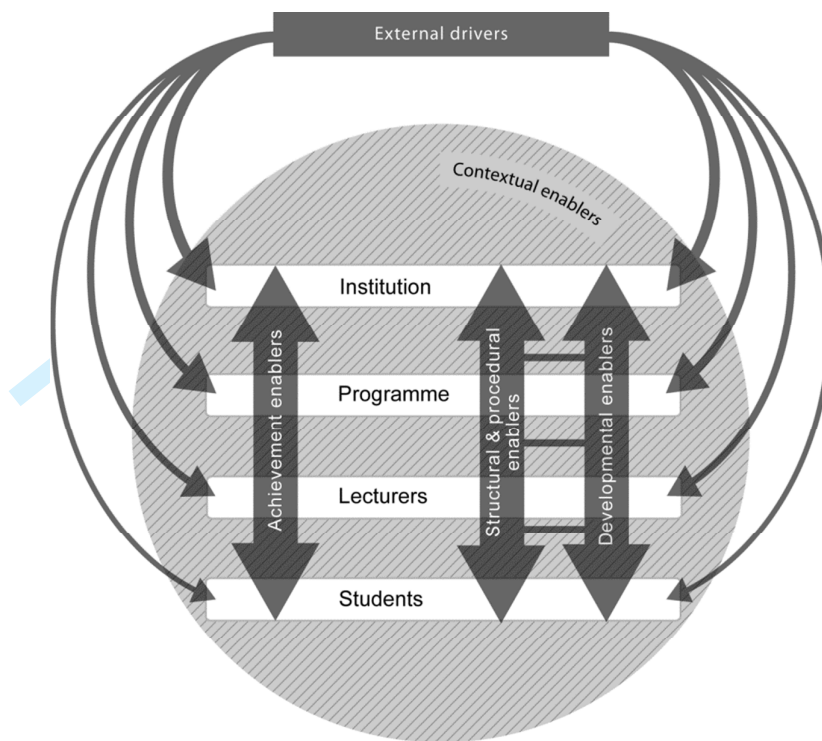 External drivers
Contextual enablers
Institution
Programme
Lecturers
Students
Achievement enablers
Structural & procedural
enablers
Developmental enablers